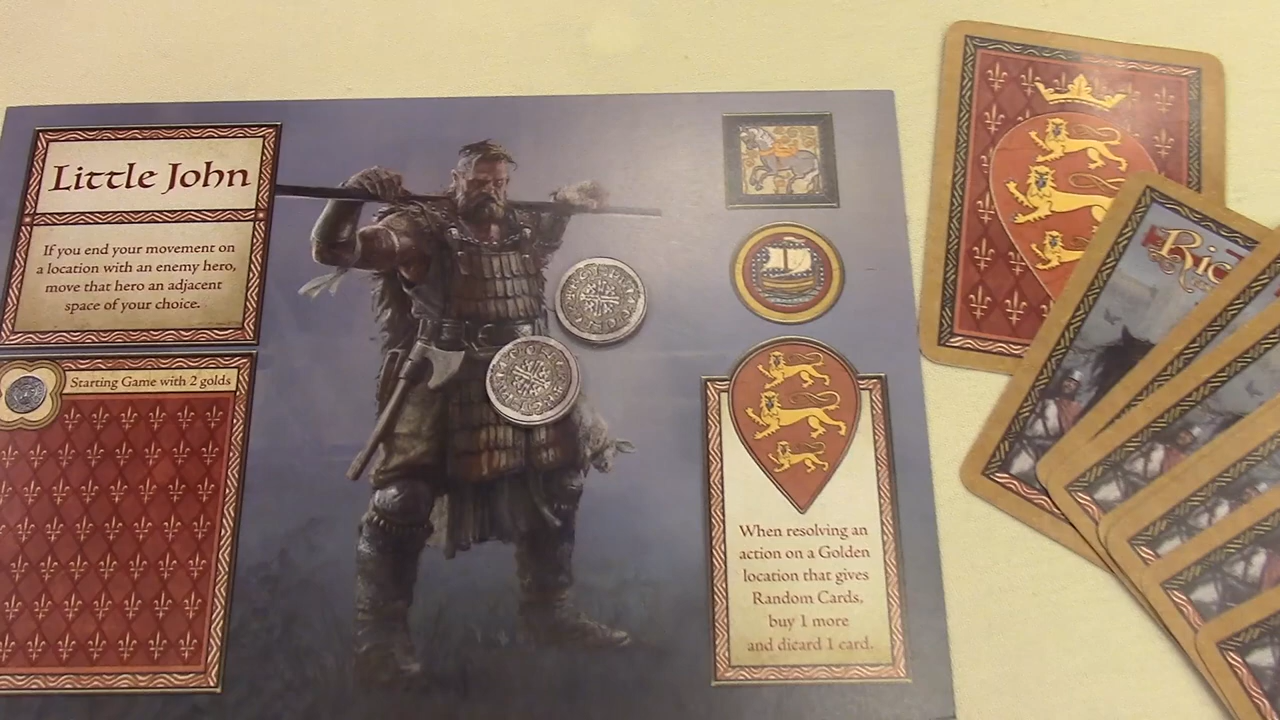 Little John
If you end your movement on
a location with an enemy hero,
move that hero an adjacent
space of your choice.
Starting Game with 2 golds
When resolving an
action on a Golden
location that gives
Random Cards,
buy 1 more
and dicard 1 card.
Ric